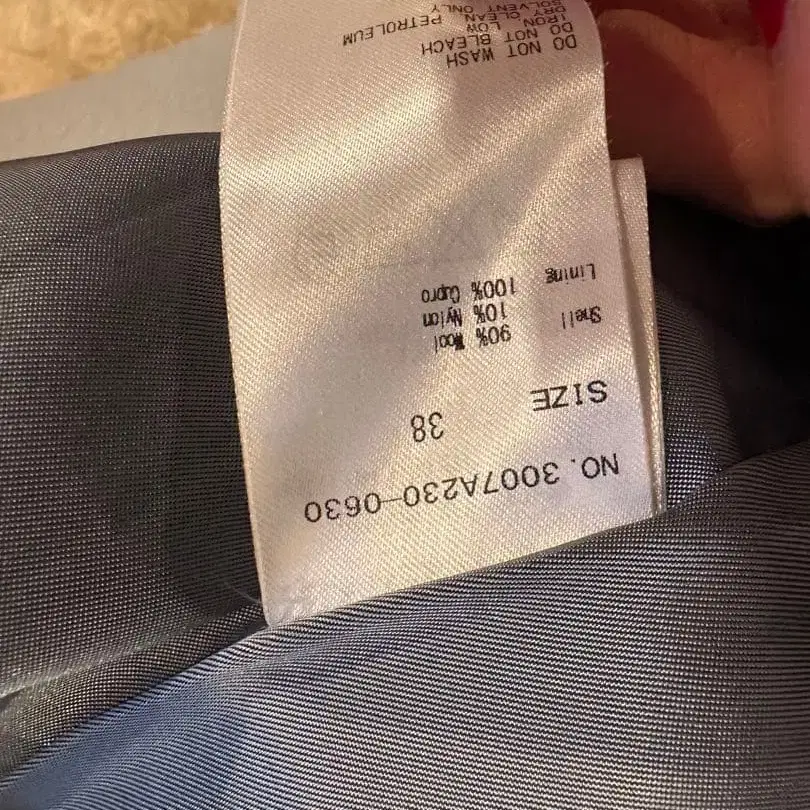 NO. 3007A230-0630
SIZE 38
Shell 90% Wool
10% Nylon
Lining 100% Cupro
DO NOT WASH
DO NOT BLEACH
IRON LOW
DRY CLEAN, PETROLEUM
SOLVENT ONLY